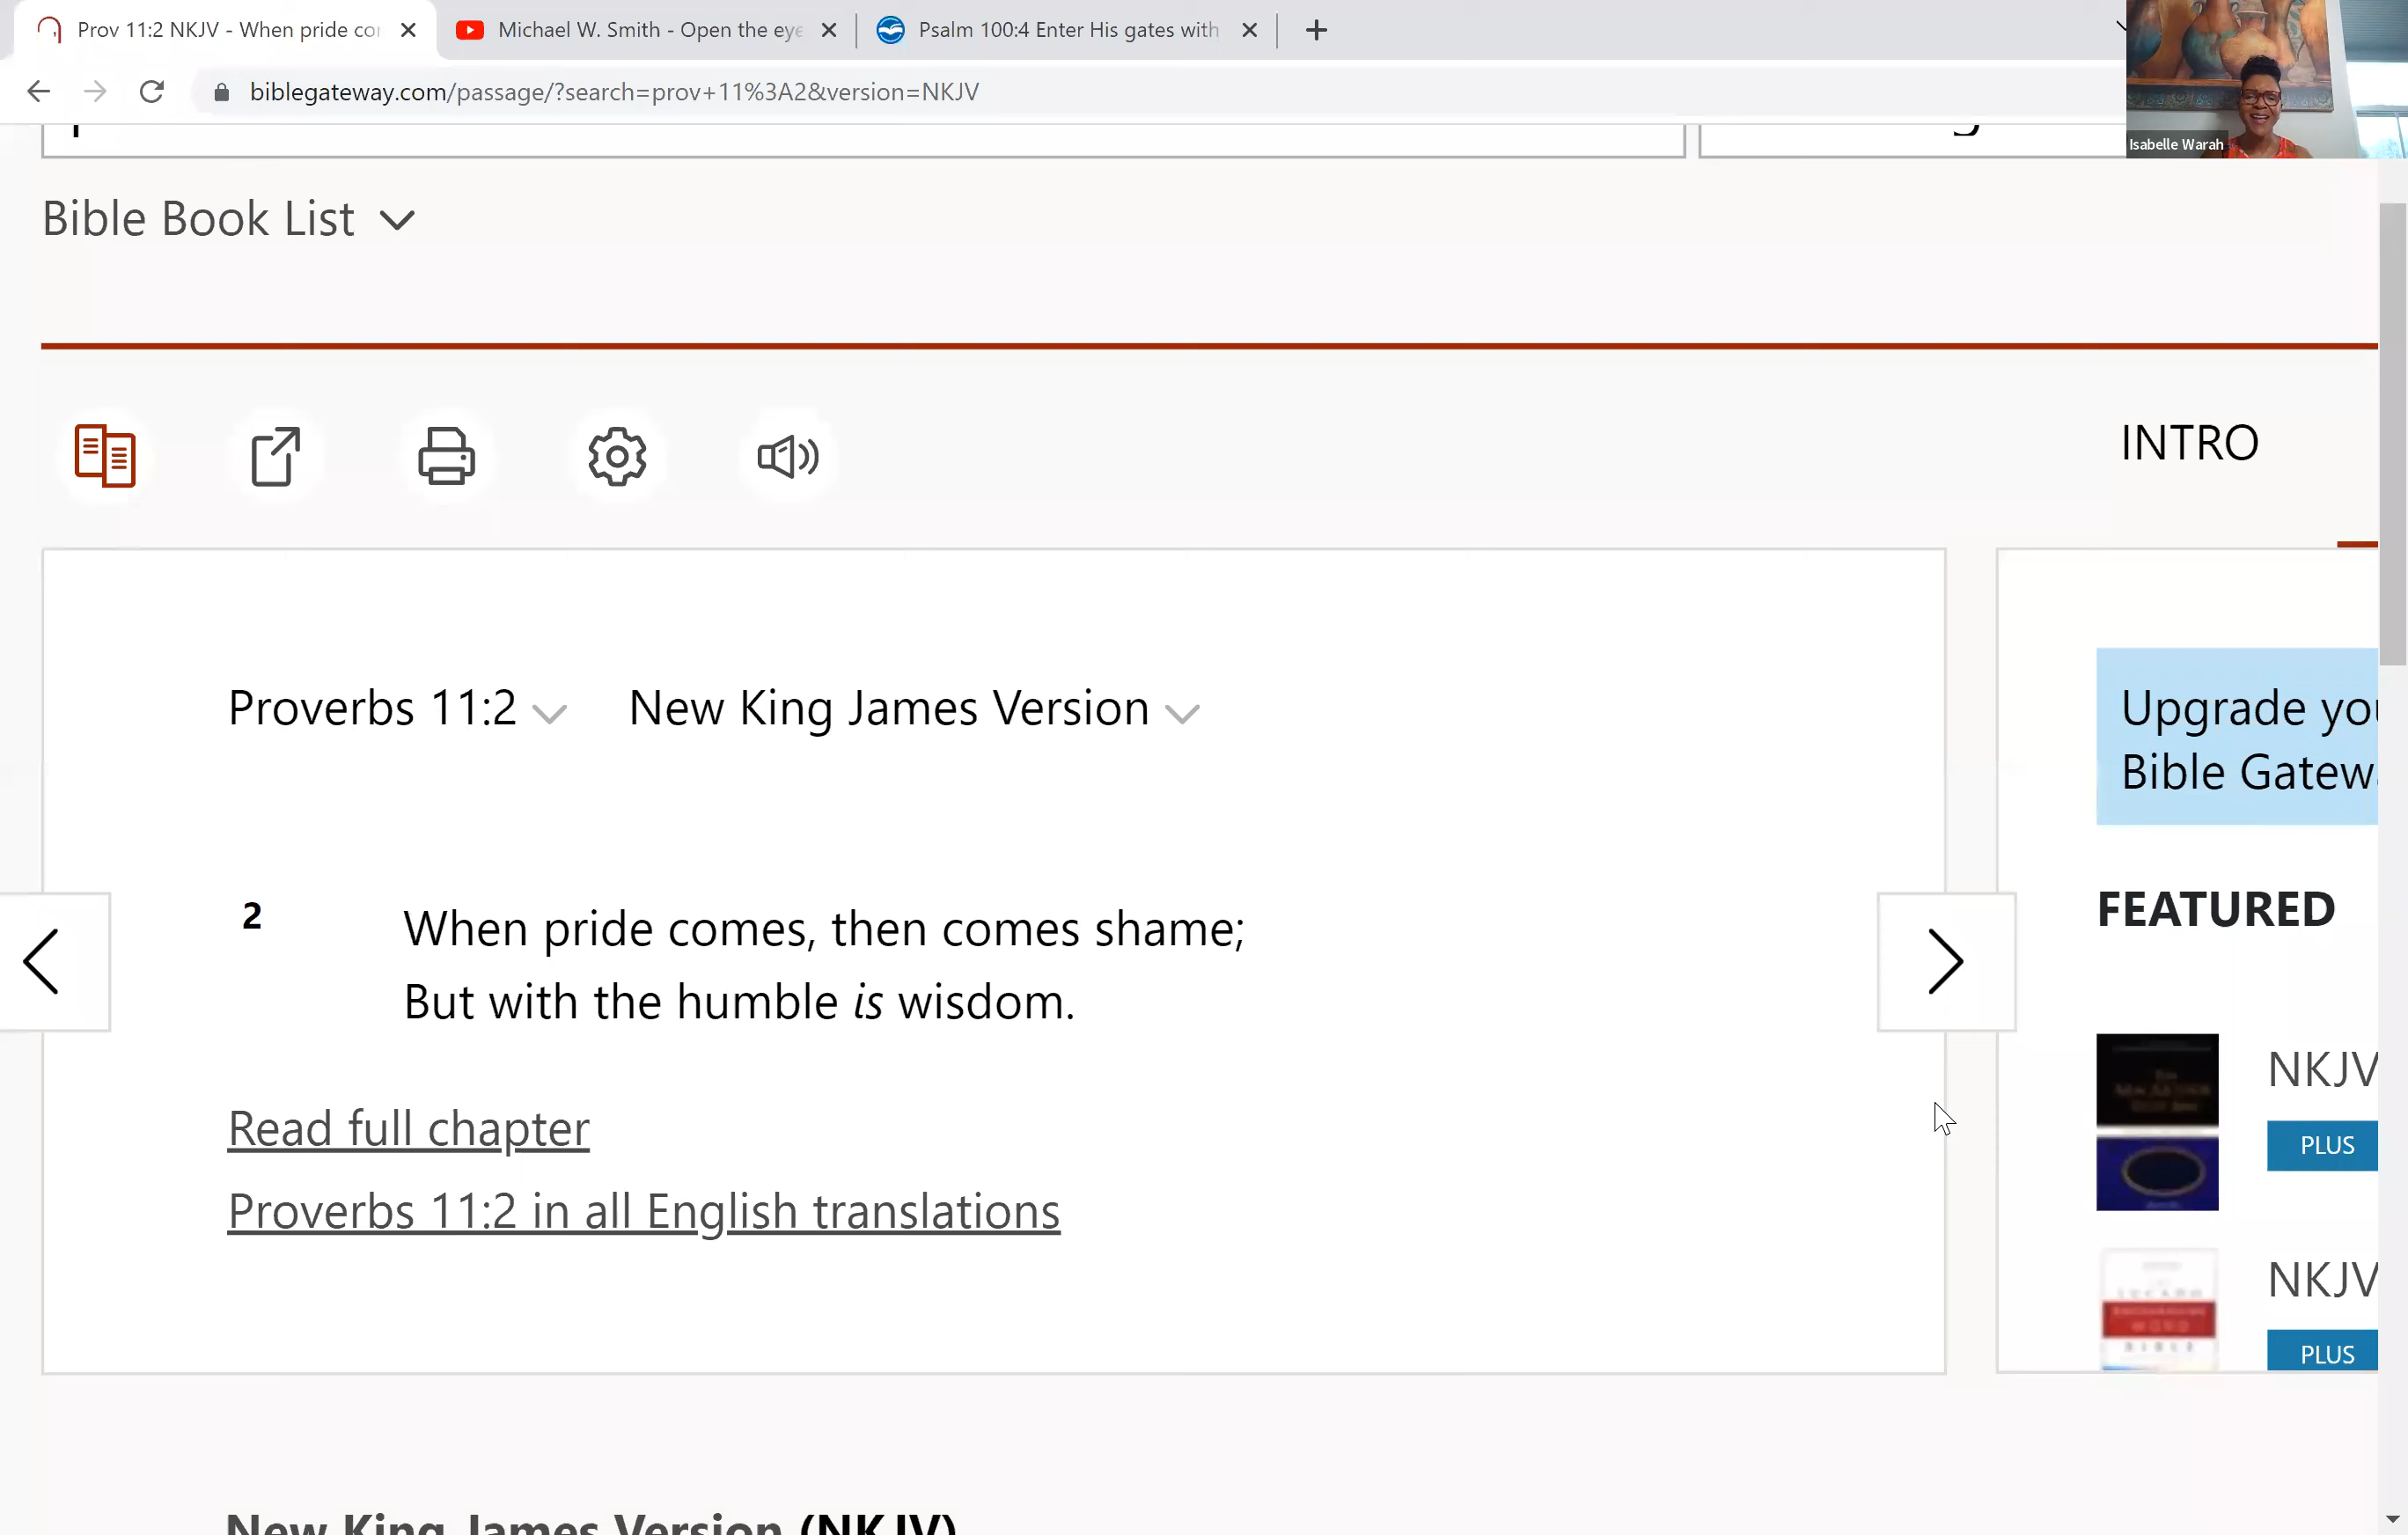 Prov 11:2 NKJV - When pride co
Michael W. Smith - Open the eye
Psalm 100:4 Enter His gates with
biblegateway.com/passage/?search=prov+11%3A2&version=NKJV
Isabelle Warah
Bible Book List
INTRO
Proverbs 11:2
New King James Version
Upgrade you
Bible Gatew
2 When pride comes, then comes shame;
But with the humble is wisdom.
Read full chapter
Proverbs 11:2 in all English translations
FEATURED
NKJV
PLUS
NKJV
BIBLE
PLUS
New King James Version (NKJV)